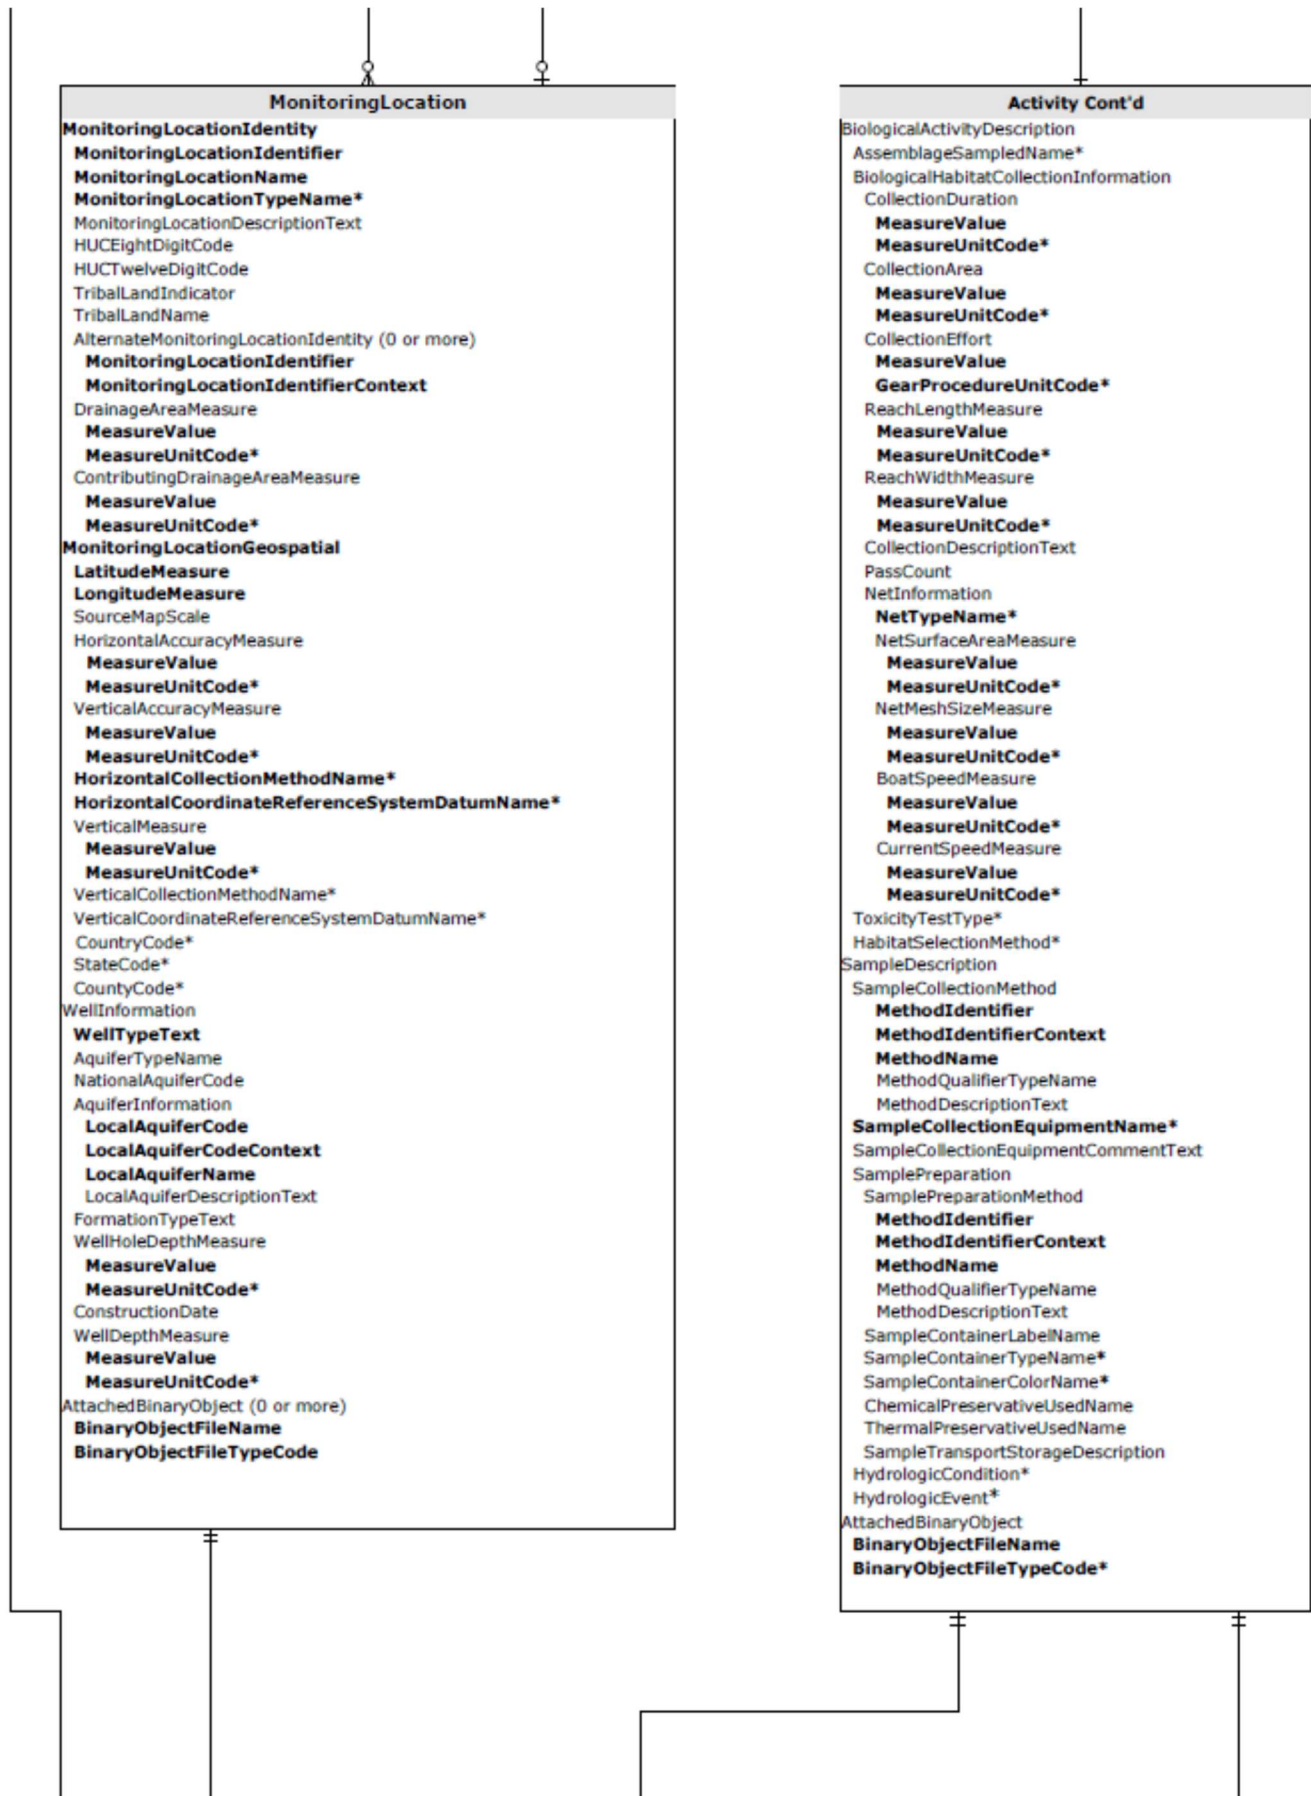 MonitoringLocation
MonitoringLocationIdentity
MonitoringLocationIdentifier
MonitoringLocationName
MonitoringLocationTypeName*
MonitoringLocationDescriptionText
HUCEightDigitCode
HUCTwelveDigitCode
TribalLandIndicator
TribalLandName
AlternateMonitoringLocationIdentity (0 or more)
MonitoringLocationIdentifier
MonitoringLocationIdentifierContext
DrainageAreaMeasure
MeasureValue
MeasureUnitCode*
ContributingDrainageAreaMeasure
MeasureValue
MeasureUnitCode*
MonitoringLocationGeospatial
LatitudeMeasure
LongitudeMeasure
SourceMapScale
HorizontalAccuracyMeasure
MeasureValue
MeasureUnitCode*
VerticalAccuracyMeasure
MeasureValue
MeasureUnitCode*
HorizontalCollectionMethodName*
HorizontalCoordinateReferenceSystemDatumName*
VerticalMeasure
MeasureValue
MeasureUnitCode*
VerticalCollectionMethodName*
VerticalCoordinateReferenceSystemDatumName*
CountryCode*
StateCode*
CountyCode*
WellInformation
WellTypeText
AquiferTypeName
NationalAquiferCode
AquiferInformation
LocalAquiferCode
LocalAquiferCodeContext
LocalAquiferName
LocalAquiferDescriptionText
FormationTypeText
WellHoleDepthMeasure
MeasureValue
MeasureUnitCode*
ConstructionDate
WellDepthMeasure
MeasureValue
MeasureUnitCode*
AttachedBinaryObject (0 or more)
BinaryObjectFileName
BinaryObjectFileTypeCode
Activity Cont'd
BiologicalActivityDescription
AssemblageSampledName*
BiologicalHabitatCollectionInformation
CollectionDuration
MeasureValue
MeasureUnitCode*
CollectionArea
MeasureValue
MeasureUnitCode*
CollectionEffort
MeasureValue
GearProcedureUnitCode*
ReachLengthMeasure
MeasureValue
MeasureUnitCode*
ReachWidthMeasure
MeasureValue
MeasureUnitCode*
CollectionDescriptionText
PassCount
NetInformation
NetTypeName*
NetSurfaceAreaMeasure
MeasureValue
MeasureUnitCode*
NetMeshSizeMeasure
MeasureValue
MeasureUnitCode*
BoatSpeedMeasure
MeasureValue
MeasureUnitCode*
CurrentSpeedMeasure
MeasureValue
MeasureUnitCode*
ToxicityTestType*
HabitatSelectionMethod*
SampleDescription
SampleCollectionMethod
MethodIdentifier
MethodIdentifierContext
MethodName
MethodQualifierTypeName
MethodDescriptionText
SampleCollectionEquipmentName*
SampleCollectionEquipmentCommentText
SamplePreparation
SamplePreparationMethod
MethodIdentifier
MethodIdentifierContext
MethodName
MethodQualifierTypeName
MethodDescriptionText
SampleContainerLabelName
SampleContainerTypeName*
SampleContainerColorName*
ChemicalPreservativeUsedName
ThermalPreservativeUsedName
SampleTransportStorageDescription
HydrologicCondition*
HydrologicEvent*
AttachedBinaryObject
BinaryObjectFileName
BinaryObjectFileTypeCode*